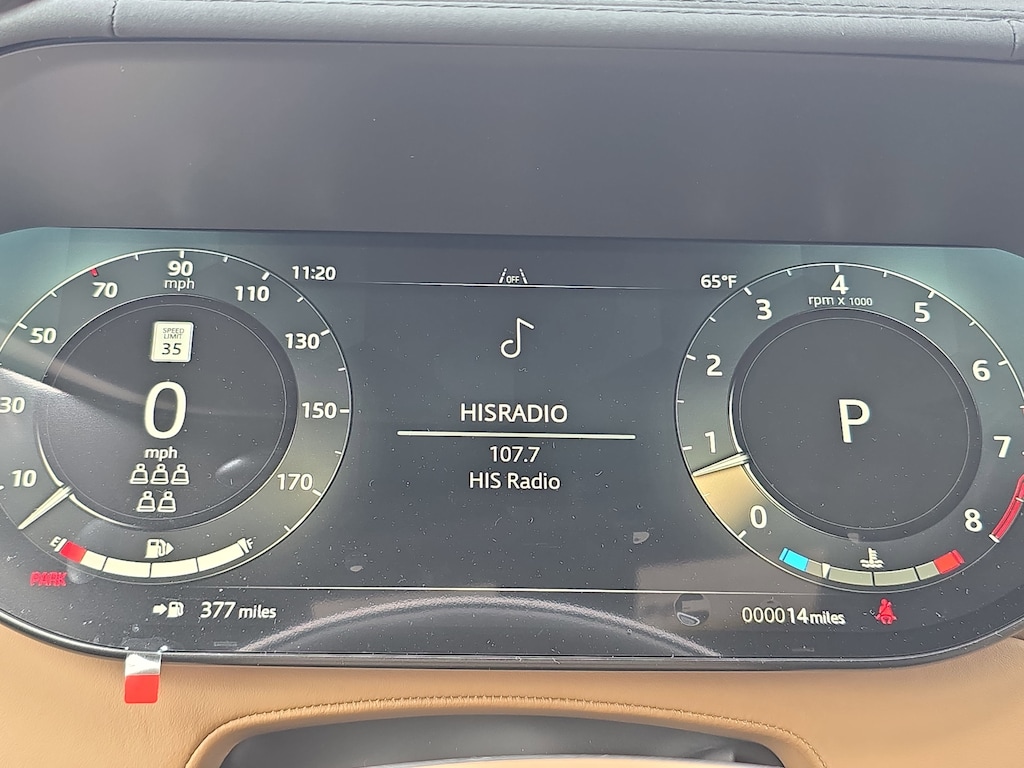 11:20
OFF
65°F
90
mph
70
110
50
130
30
150
10
170
SPEED
LIMIT
35
0
mph
E
F
PARK
377 miles
HISRADIO
107.7
HIS Radio
4
rpm x 1000
3
5
2
6
1
7
0
8
P
000014miles